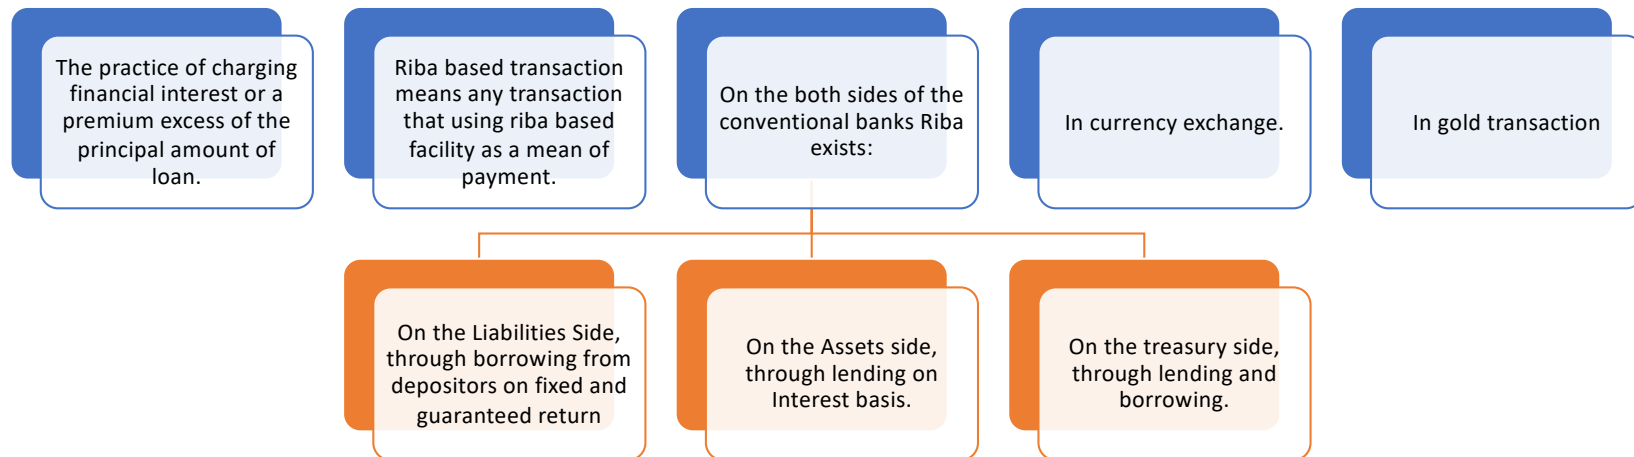 The practice of charging
financial interest or a
premium excess of the
principal amount of
loan.
Riba based transaction
means any transaction
that using riba based
facility as a mean of
payment.
On the both sides of the
conventional banks Riba
exists:
In currency exchange.
In gold transaction
On the Liabilities Side,
through borrowing from
depositors on fixed and
guaranteed return
On the Assets side,
through lending on
Interest basis.
On the treasury side,
through lending and
borrowing.